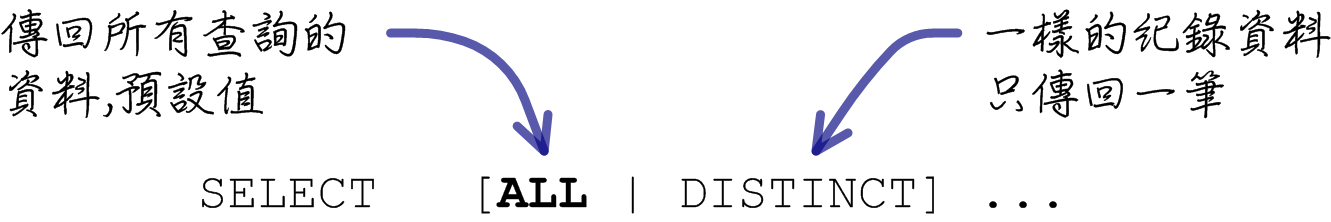 傳回所有查詢的
資料,預設值
一樣的紀錄資料
只傳回一筆
SELECT [ALL | DISTINCT] ...